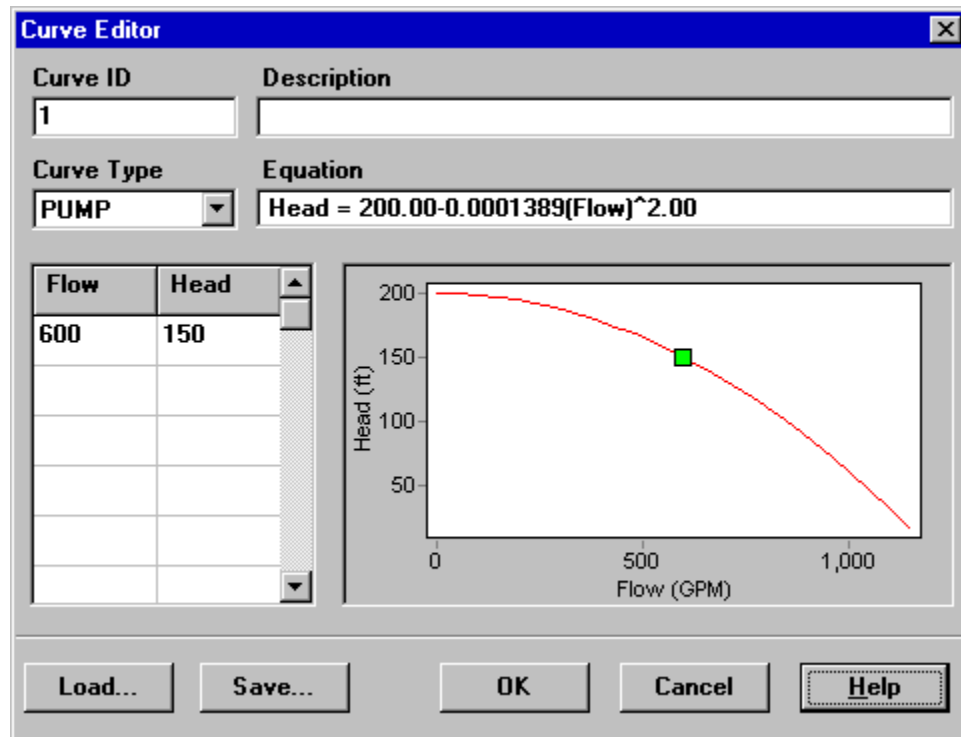 Curve Editor
Curve ID Description
1
Curve Type Equation
PUMP Head = 200.00-0.0001389(Flow)^2.00
Flow Head
600 150
200
150
100
50
Head (ft)
0 500 1,000
Flow (GPM)
Load... Save... OK Cancel Help